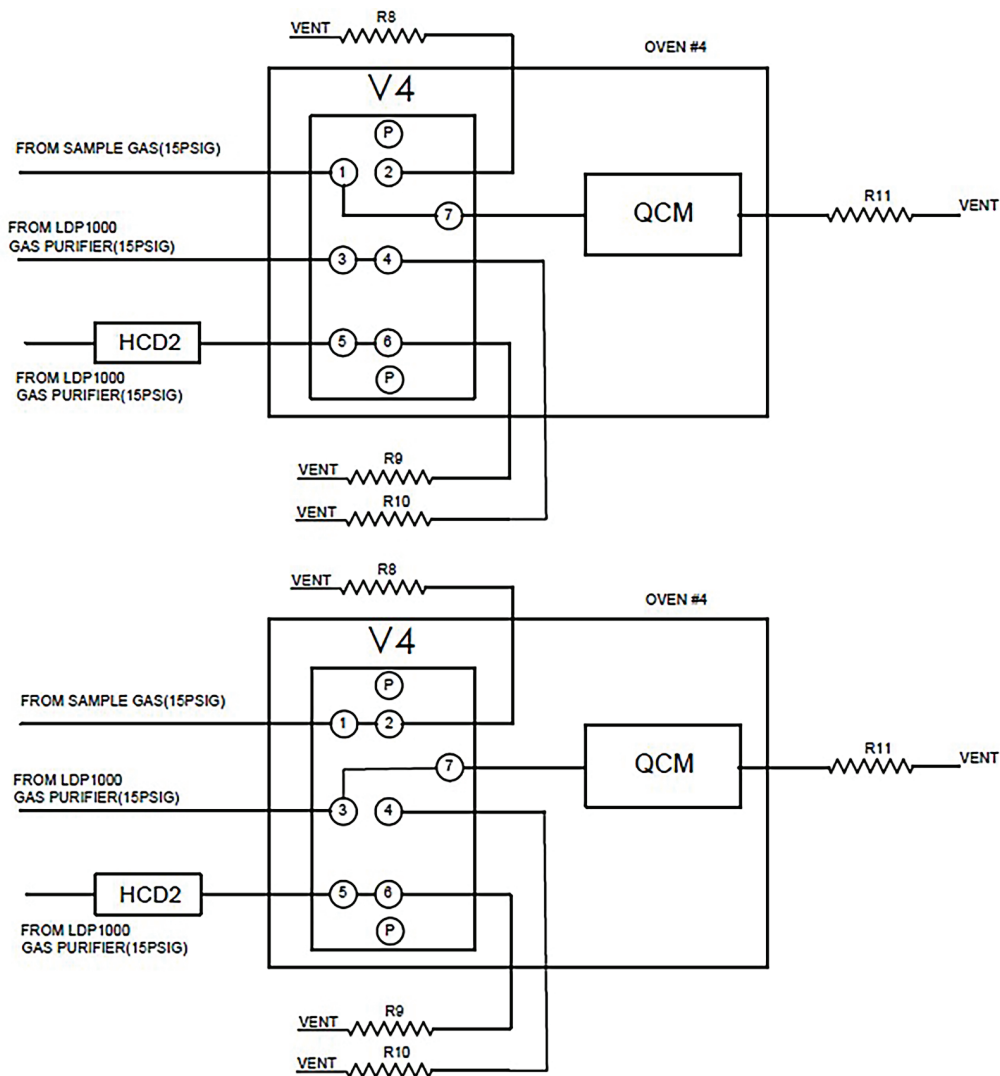 R8
VENT
OVEN #4
V4
P
FROM SAMPLE GAS(15PSIG)
1
2
7
QCM
R11
VENT
FROM LDP1000
GAS PURIFIER(15PSIG)
3
4
HCD2
5
6
FROM LDP1000
GAS PURIFIER(15PSIG)
P
R9
VENT
R10
VENT
R8
VENT
OVEN #4
V4
P
FROM SAMPLE GAS(15PSIG)
1
2
7
QCM
R11
VENT
FROM LDP1000
GAS PURIFIER(15PSIG)
3
4
HCD2
5
6
FROM LDP1000
GAS PURIFIER(15PSIG)
P
R9
VENT
R10
VENT